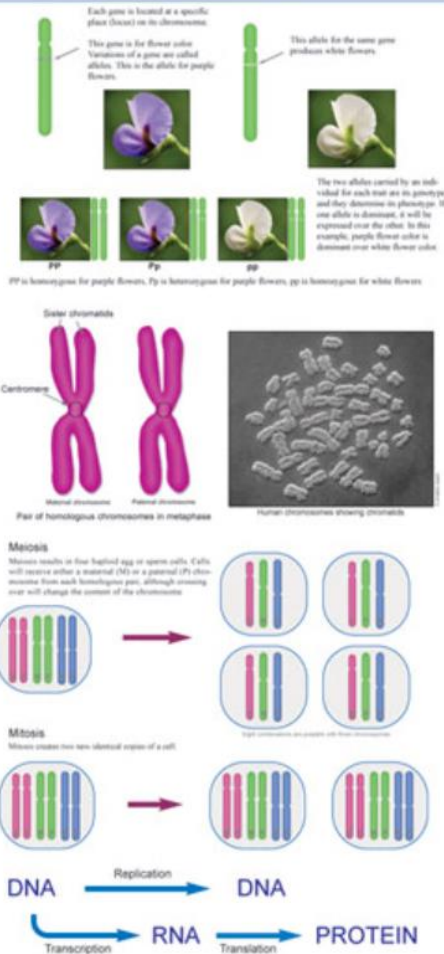 Each gene is located at a specific
place (locus) on its chromosome.
This gene is for flower color.
Variations of a gene are called
alleles. This is the allele for purple
flowers.
This allele for the same gene
produces white flowers.
The two alleles carried by an indi-
vidual for each trait are its genotype
and they determine its phenotype. If
one allele is dominant, it will be
expressed over the other. In this
example, purple flower color is
dominant over white flower color.
PP
Pp
pp
PP is homozygous for purple flowers, Pp is heterozygous for purple flowers, pp is homozygous for white flowers
Sister chromatids
Centromere
Maternal chromosome
Paternal chromosome
Pair of homologous chromosomes in metaphase
Human chromosomes showing chromatids
Meiosis
Meiosis results in four haploid egg or sperm cells. Cells
will receive either a maternal (M) or a paternal (P) chro-
mosome from each homologous pair, although crossing
over will change the content of the chromosome
Eight combinations are possible with three chromosomes
Mitosis
Mitosis creates two new identical copies of a cell.
DNA
Replication
DNA
Transcription
RNA
Translation
PROTEIN